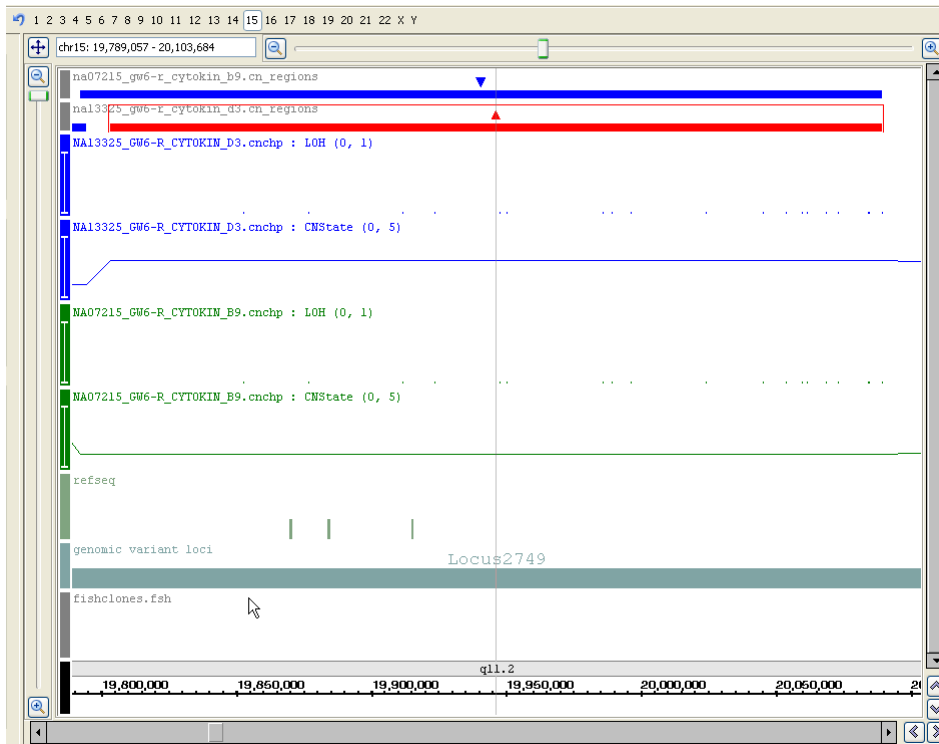 1 2 3 4 5 6 7 8 9 10 11 12 13 14 15 16 17 18 19 20 21 22 X Y
chr15: 19,789,057 - 20,103,684
na07215_gw6-r_cytokin_b9.cn_regions
na13325_gw6-r_cytokin_d3.cn_regions
NA13325_GW6-R_CYTOKIN_D3.cnchp : LOH (0, 1)
NA13325_GW6-R_CYTOKIN_D3.cnchp : CNState (0, 5)
NA07215_GW6-R_CYTOKIN_B9.cnchp : LOH (0, 1)
NA07215_GW6-R_CYTOKIN_B9.cnchp : CNState (0, 5)
refseq
genomic variant loci
Locus2749
fishclones.fsh
q11.2
19,800,000 19,850,000 19,900,000 19,950,000 20,000,000 20,050,000